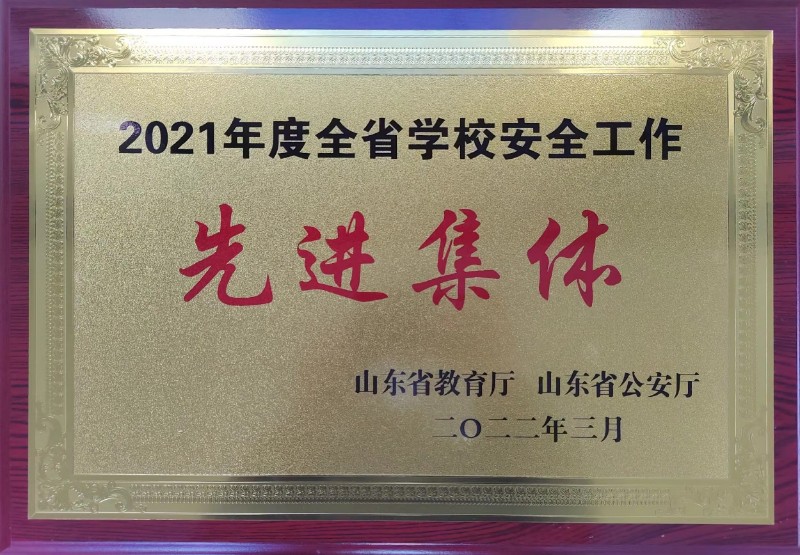 2021年度全省学校安全工作
先进集体
山东省教育厅 山东省公安厅
二〇二二年三月